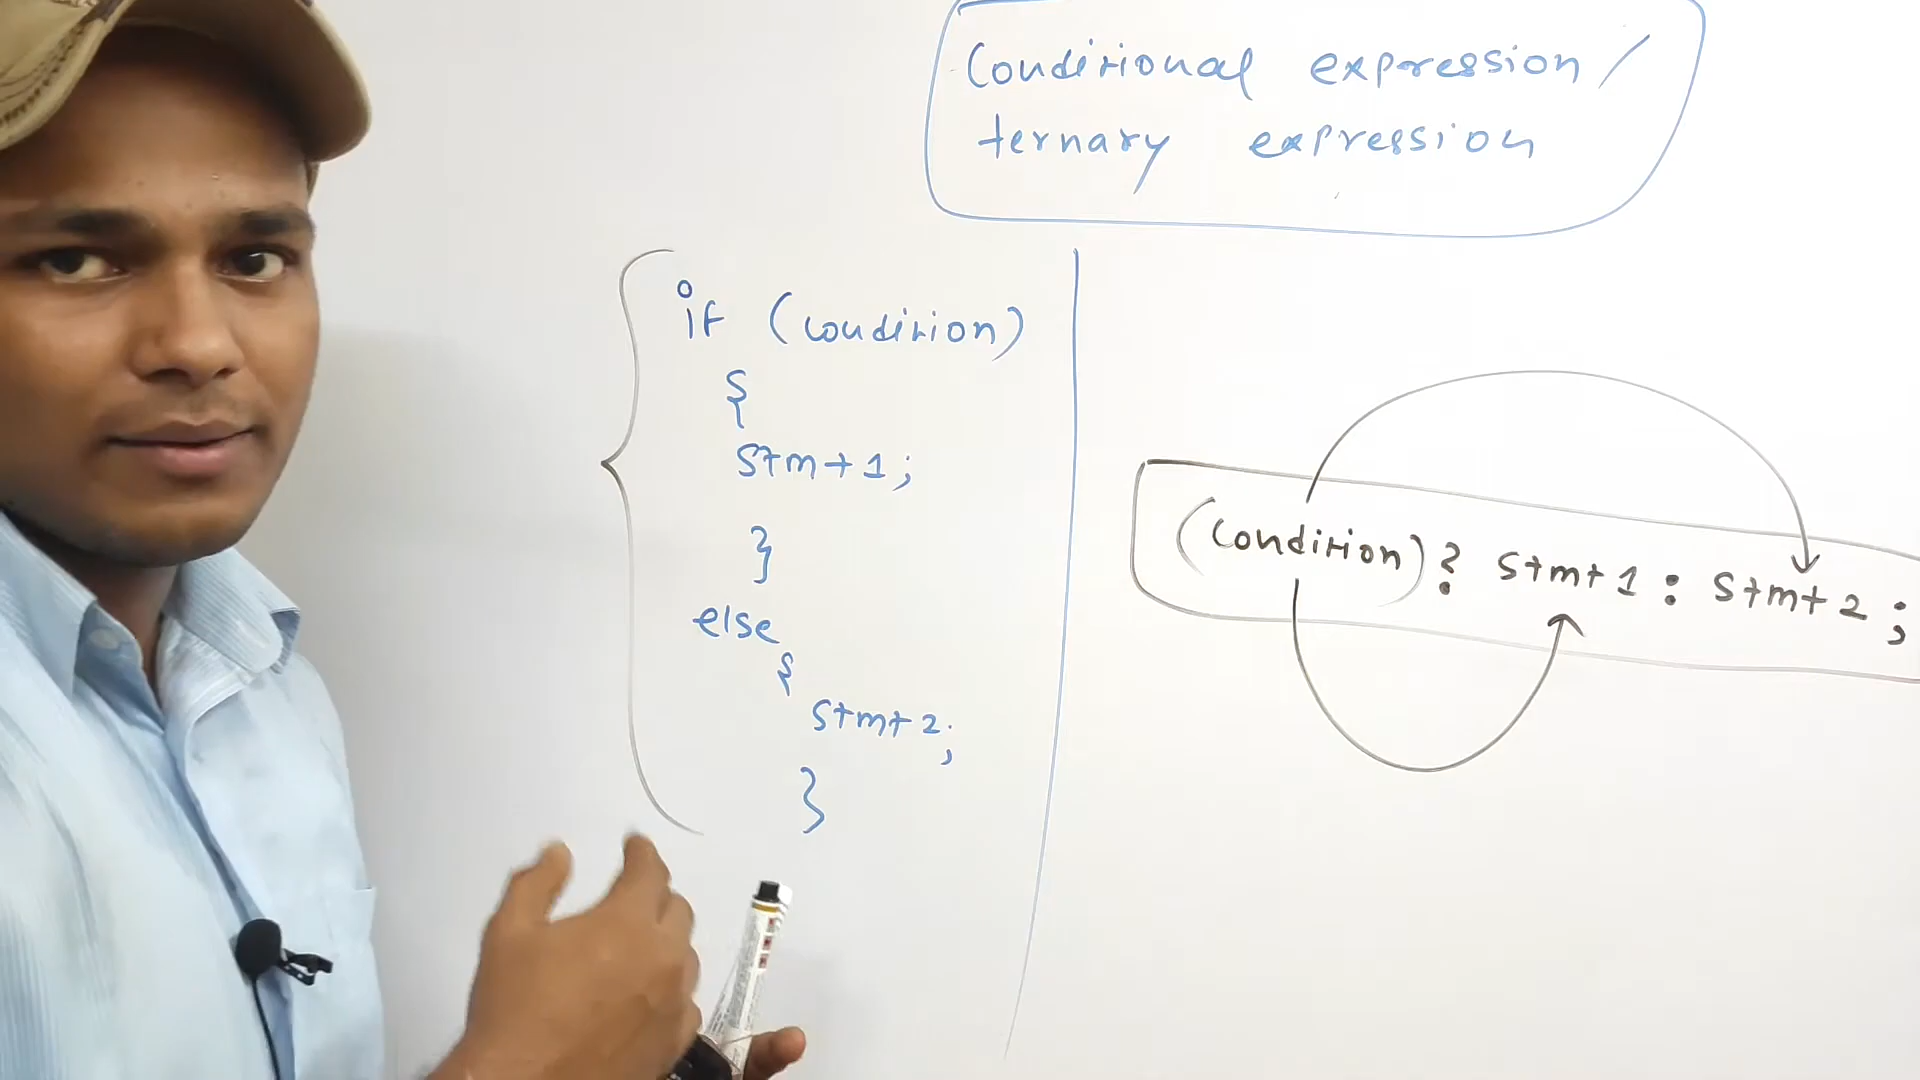 Conditional expression /
ternary expression
if (condition)
{
stmt 1 ;
}
else
{
stmt 2 ;
}
(condition) ? stmt 1 : stmt 2 ;